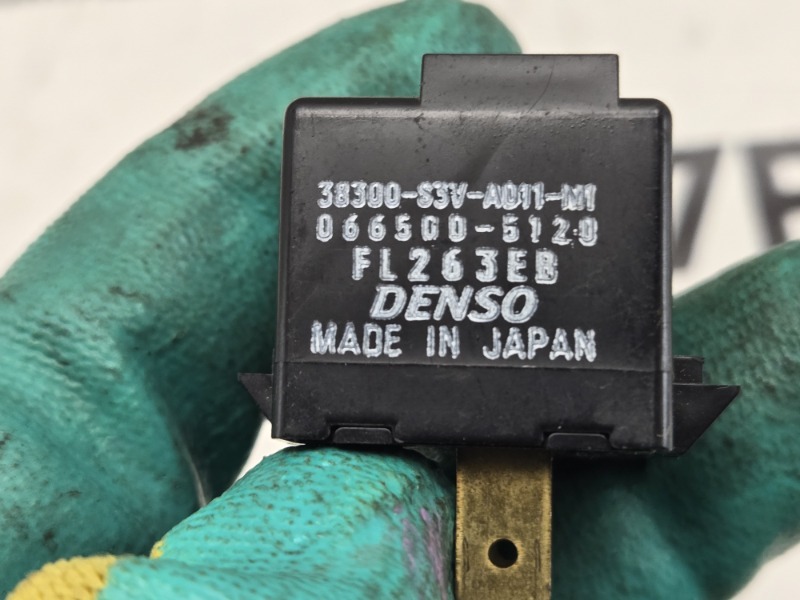 38300-S3V-A011-M1
066500-5120
FL263EB
DENSO
MADE IN JAPAN